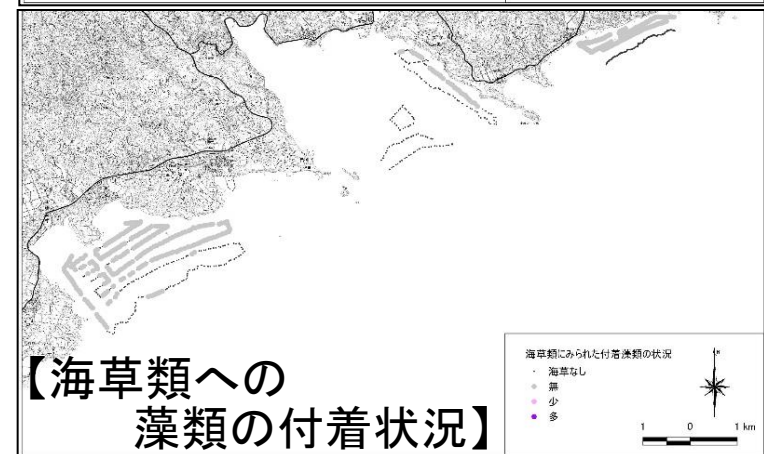 【海草類への
藻類の付着状況】
海草類にみられた付着藻類の状況
海草なし
無
少
多
1 0 1 km